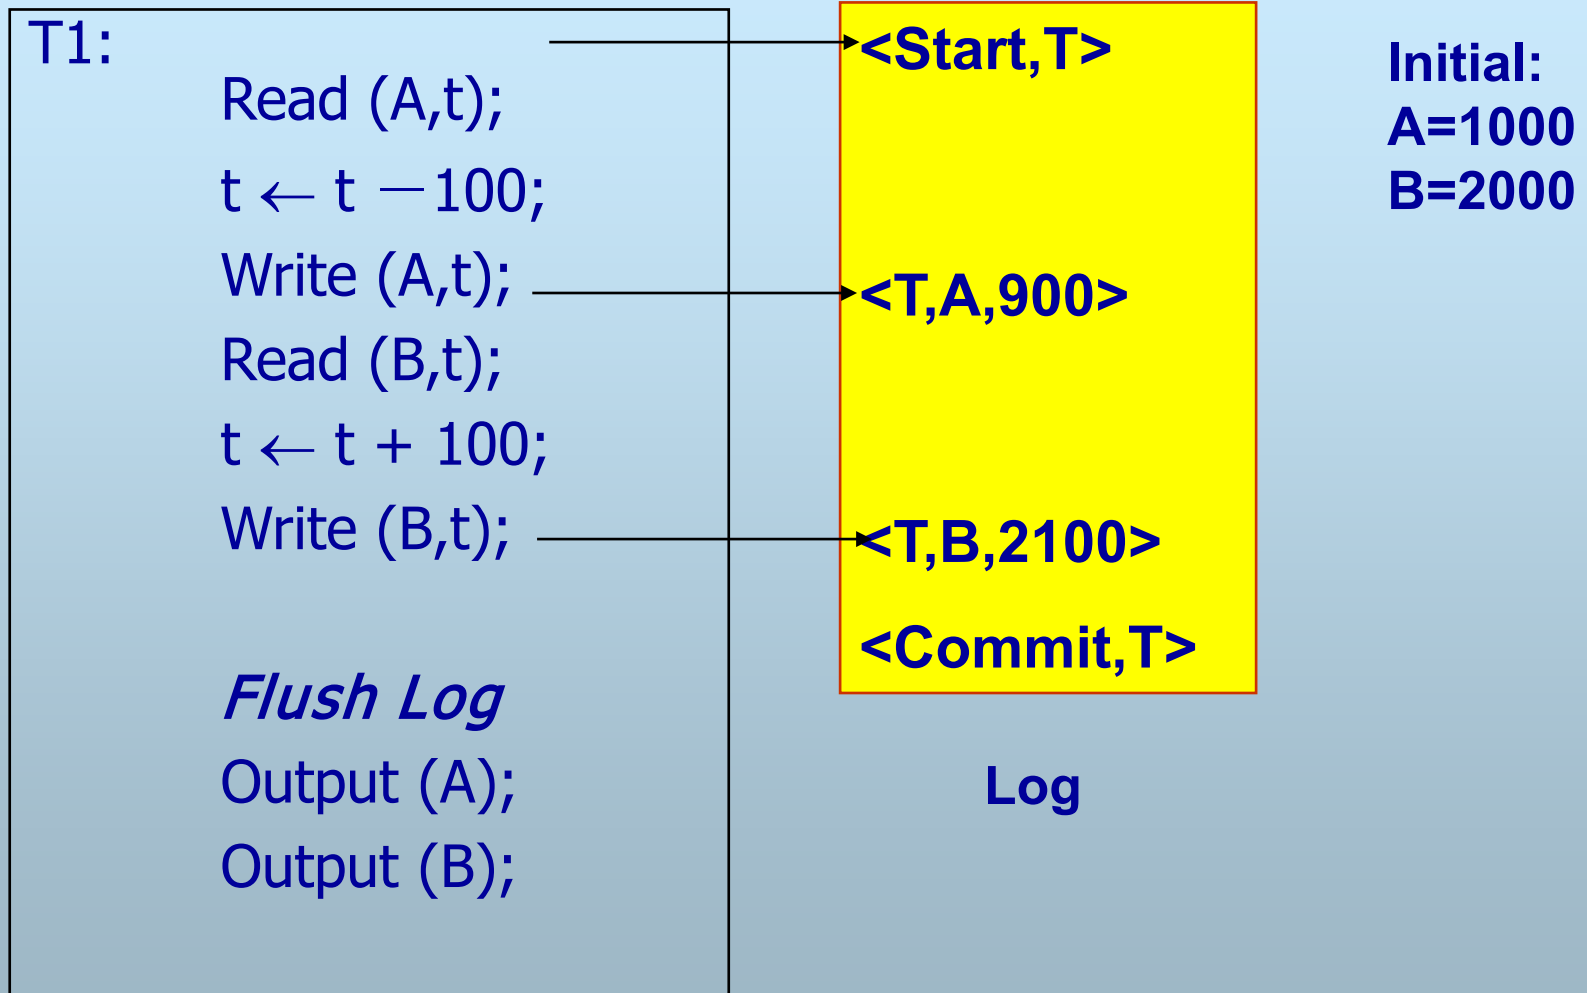 T1:
Read (A,t);
t ← t －100;
Write (A,t);
Read (B,t);
t ← t + 100;
Write (B,t);
Flush Log
Output (A);
Output (B);
<Start,T>
<T,A,900>
<T,B,2100>
<Commit,T>
Log
Initial:
A=1000
B=2000